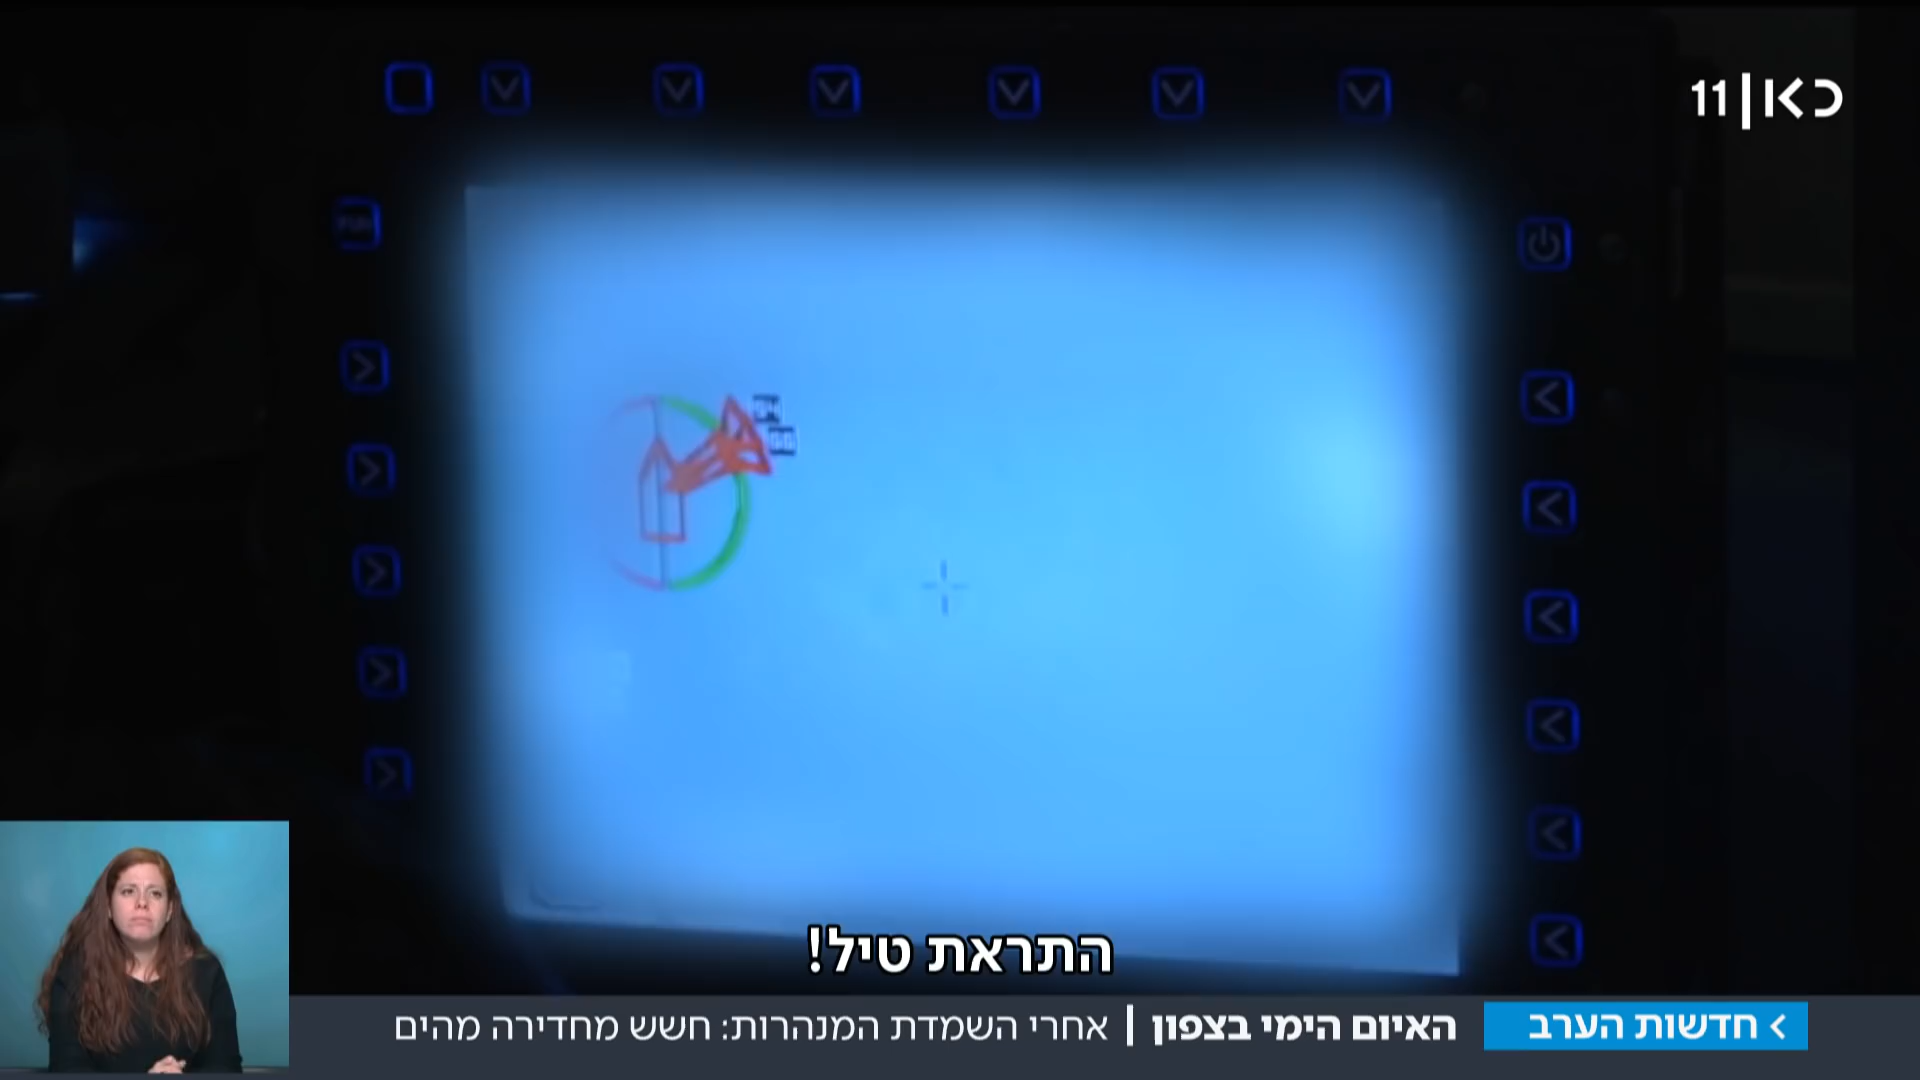 כאן 11
התראת טיל!
חדשות הערב
האיום הימי בצפון | אחרי השמדת המנהרות: חשש מחדירה מהים